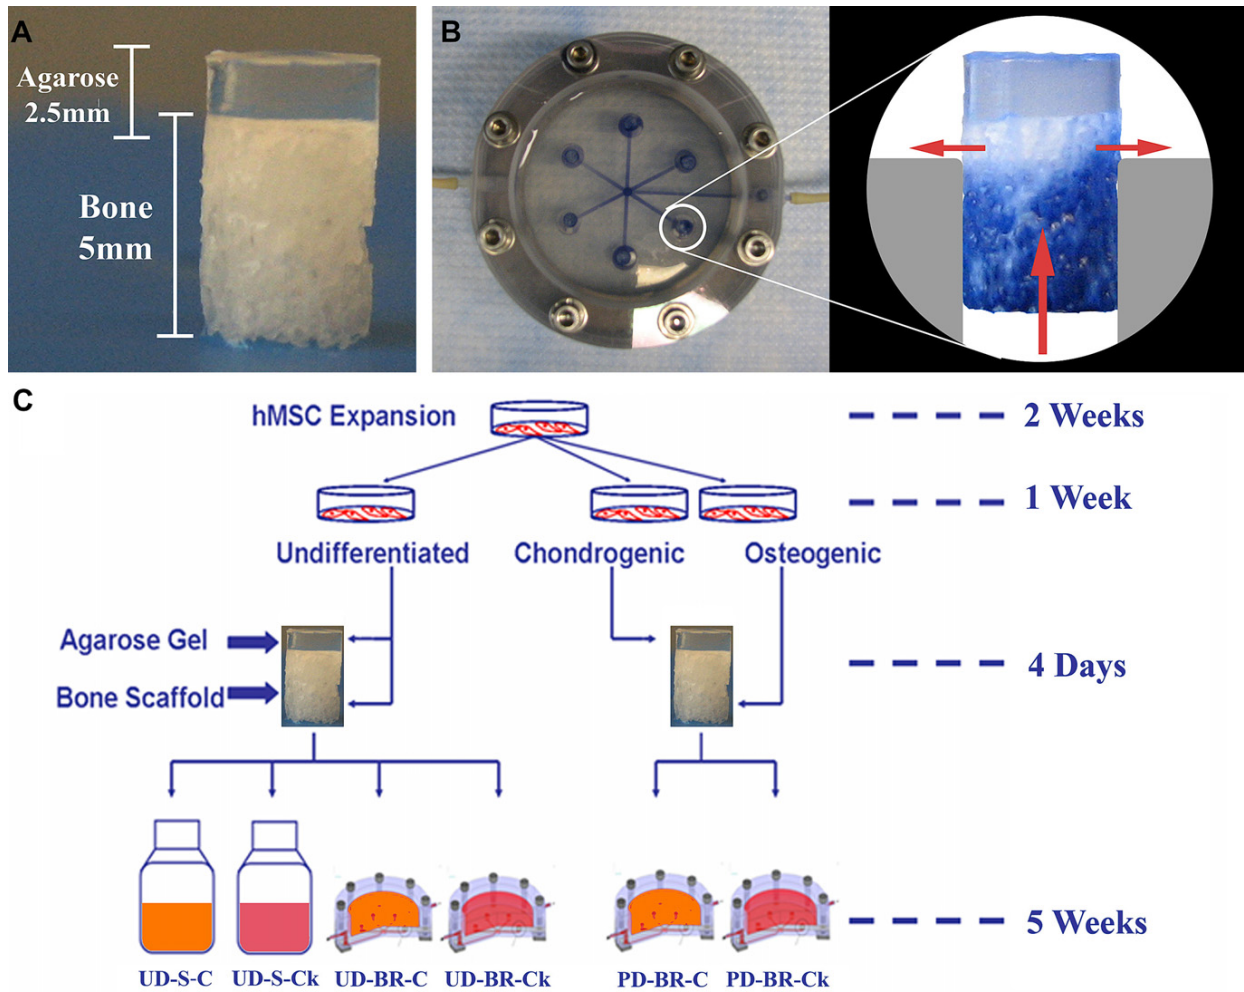 A
Agarose
2.5mm
Bone
5mm
B
C
hMSC Expansion
2 Weeks
1 Week
Undifferentiated
Chondrogenic
Osteogenic
Agarose Gel
Bone Scaffold
4 Days
5 Weeks
UD-S-C
UD-S-Ck
UD-BR-C
UD-BR-Ck
PD-BR-C
PD-BR-Ck